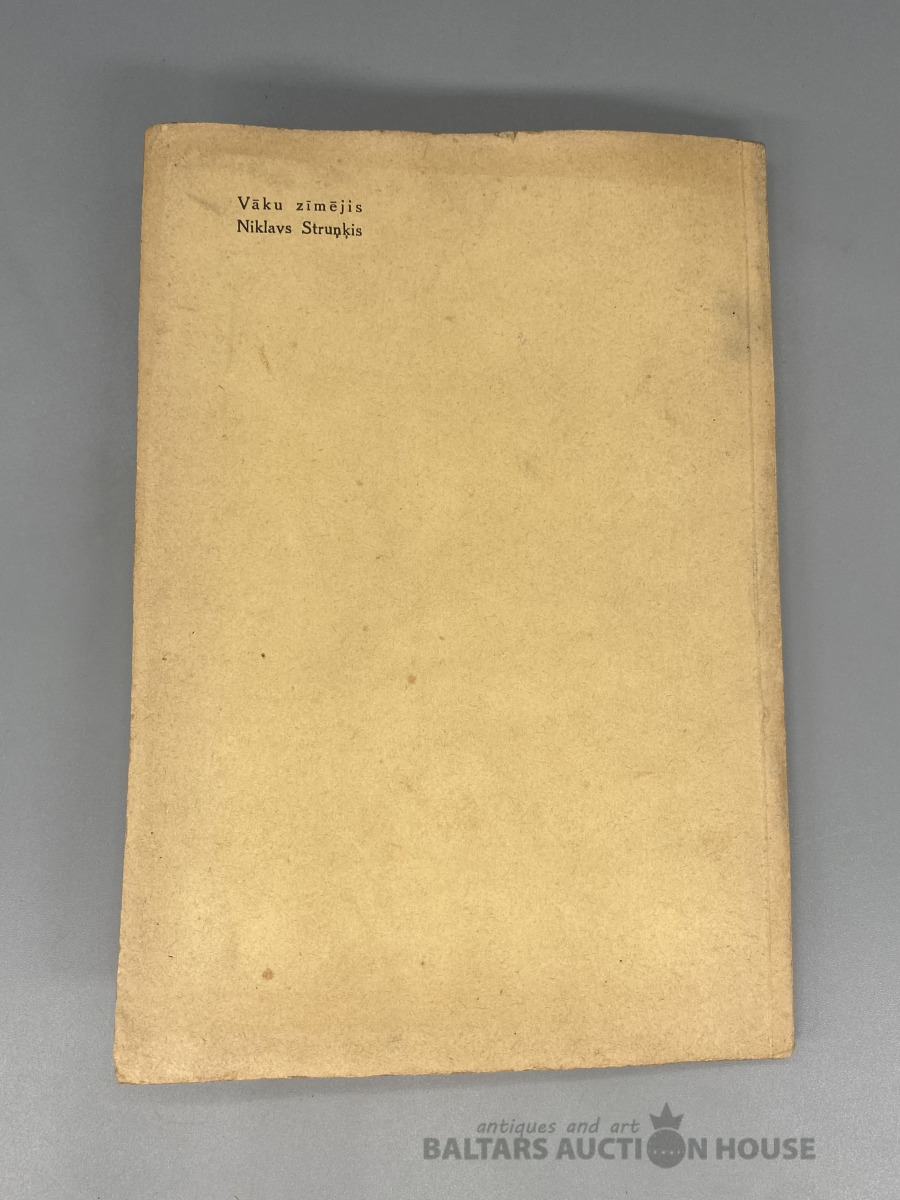 Vāku zīmējis
Niklavs Struņķis
antiques and art
BALTARS AUCTION HOUSE